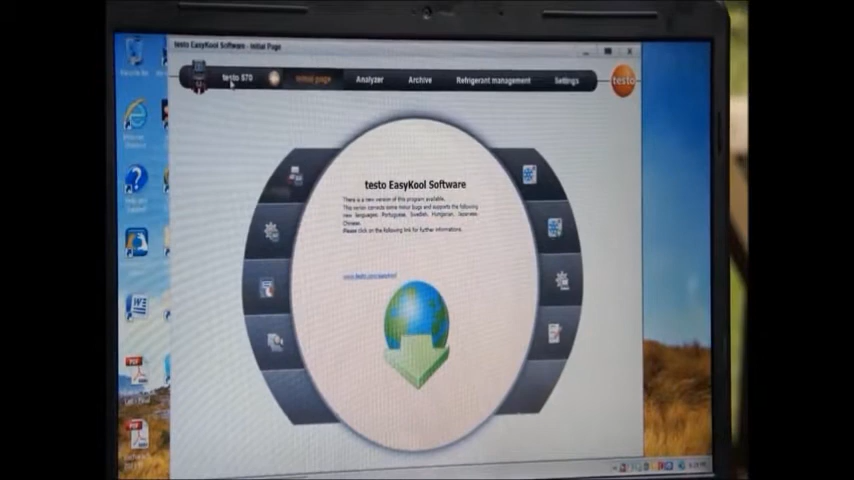 testo EasyKool Software - Initial Page
testo 570 Initial page Analyzer Archive Refrigerant management Settings testo
testo EasyKool Software
There is a new version of this program available.
This version corrects some minor bugs and supports the following
new languages: Portuguese, Swedish, Hungarian, Japanese,
Chinese.
Please click on the following link for further informations.